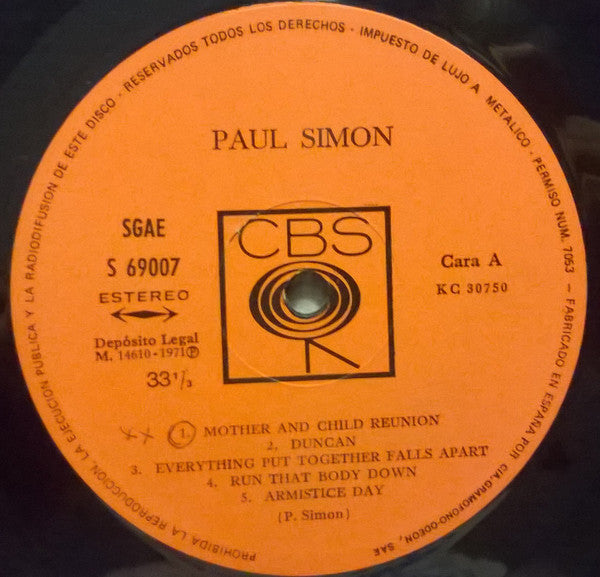 PROHIBIDA LA REPRODUCCION, LA EJECUCION PUBLICA Y LA RADIODIFUSION DE ESTE DISCO · RESERVADOS TODOS LOS DERECHOS · IMPUESTO DE LUJO A METALICO · PERMISO NUM. 7053 — FABRICADO EN ESPAÑA POR CIA. GRAMOFONO-ODEON, SAE
PAUL SIMON
SGAE
S 69007
ESTEREO
Depósito Legal
M. 14610-1971 Ⓟ
33 1/3
CBS
Cara A
KC 30750
1. MOTHER AND CHILD REUNION
2. DUNCAN
3. EVERYTHING PUT TOGETHER FALLS APART
4. RUN THAT BODY DOWN
5. ARMISTICE DAY
(P. Simon)